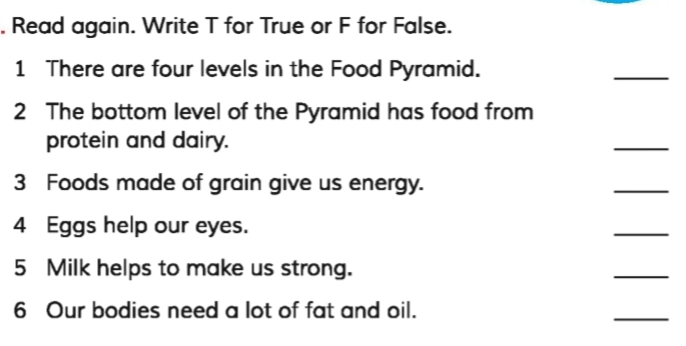 . Read again. Write T for True or F for False.
1 There are four levels in the Food Pyramid.
2 The bottom level of the Pyramid has food from
protein and dairy.
3 Foods made of grain give us energy.
4 Eggs help our eyes.
5 Milk helps to make us strong.
6 Our bodies need a lot of fat and oil.